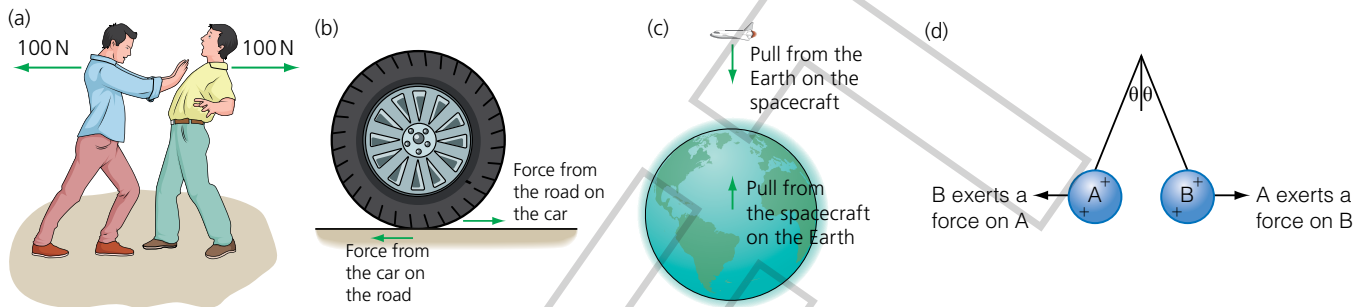 (a)
100 N
100 N
(b)
Force from
the road on
the car
Force from
the car on
the road
(c)
Pull from the
Earth on the
spacecraft
Pull from
the spacecraft
on the Earth
(d)
θ θ
B exerts a
force on A
A +
+
B +
+
A exerts a
force on B